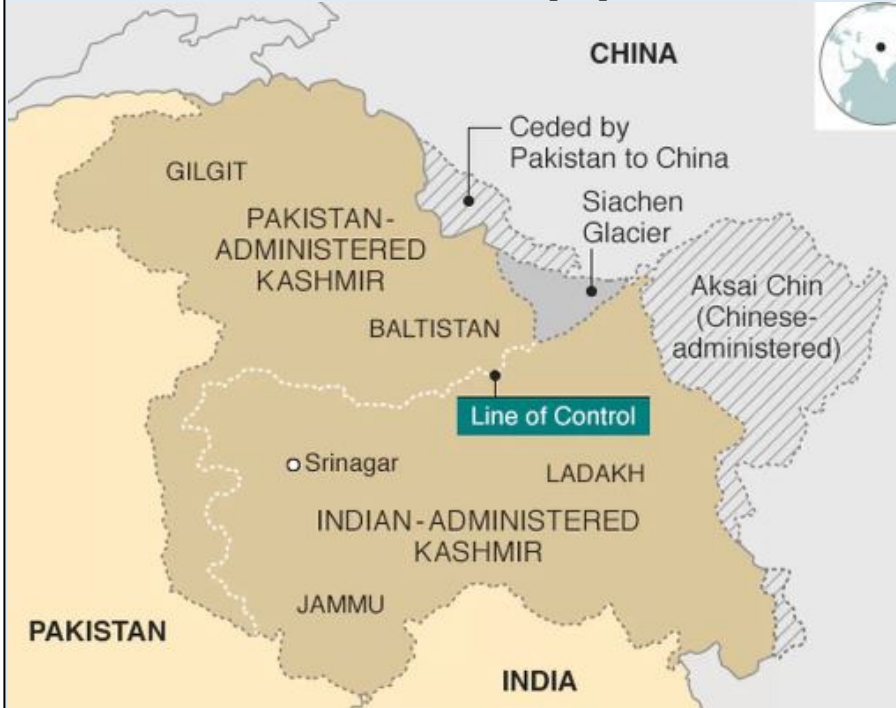 CHINA
Ceded by
Pakistan to China
Siachen
Glacier
GILGIT
PAKISTAN-
ADMINISTERED
KASHMIR
Aksai Chin
(Chinese-
administered)
BALTISTAN
Line of Control
Srinagar
LADAKH
INDIAN-ADMINISTERED
KASHMIR
JAMMU
PAKISTAN
INDIA